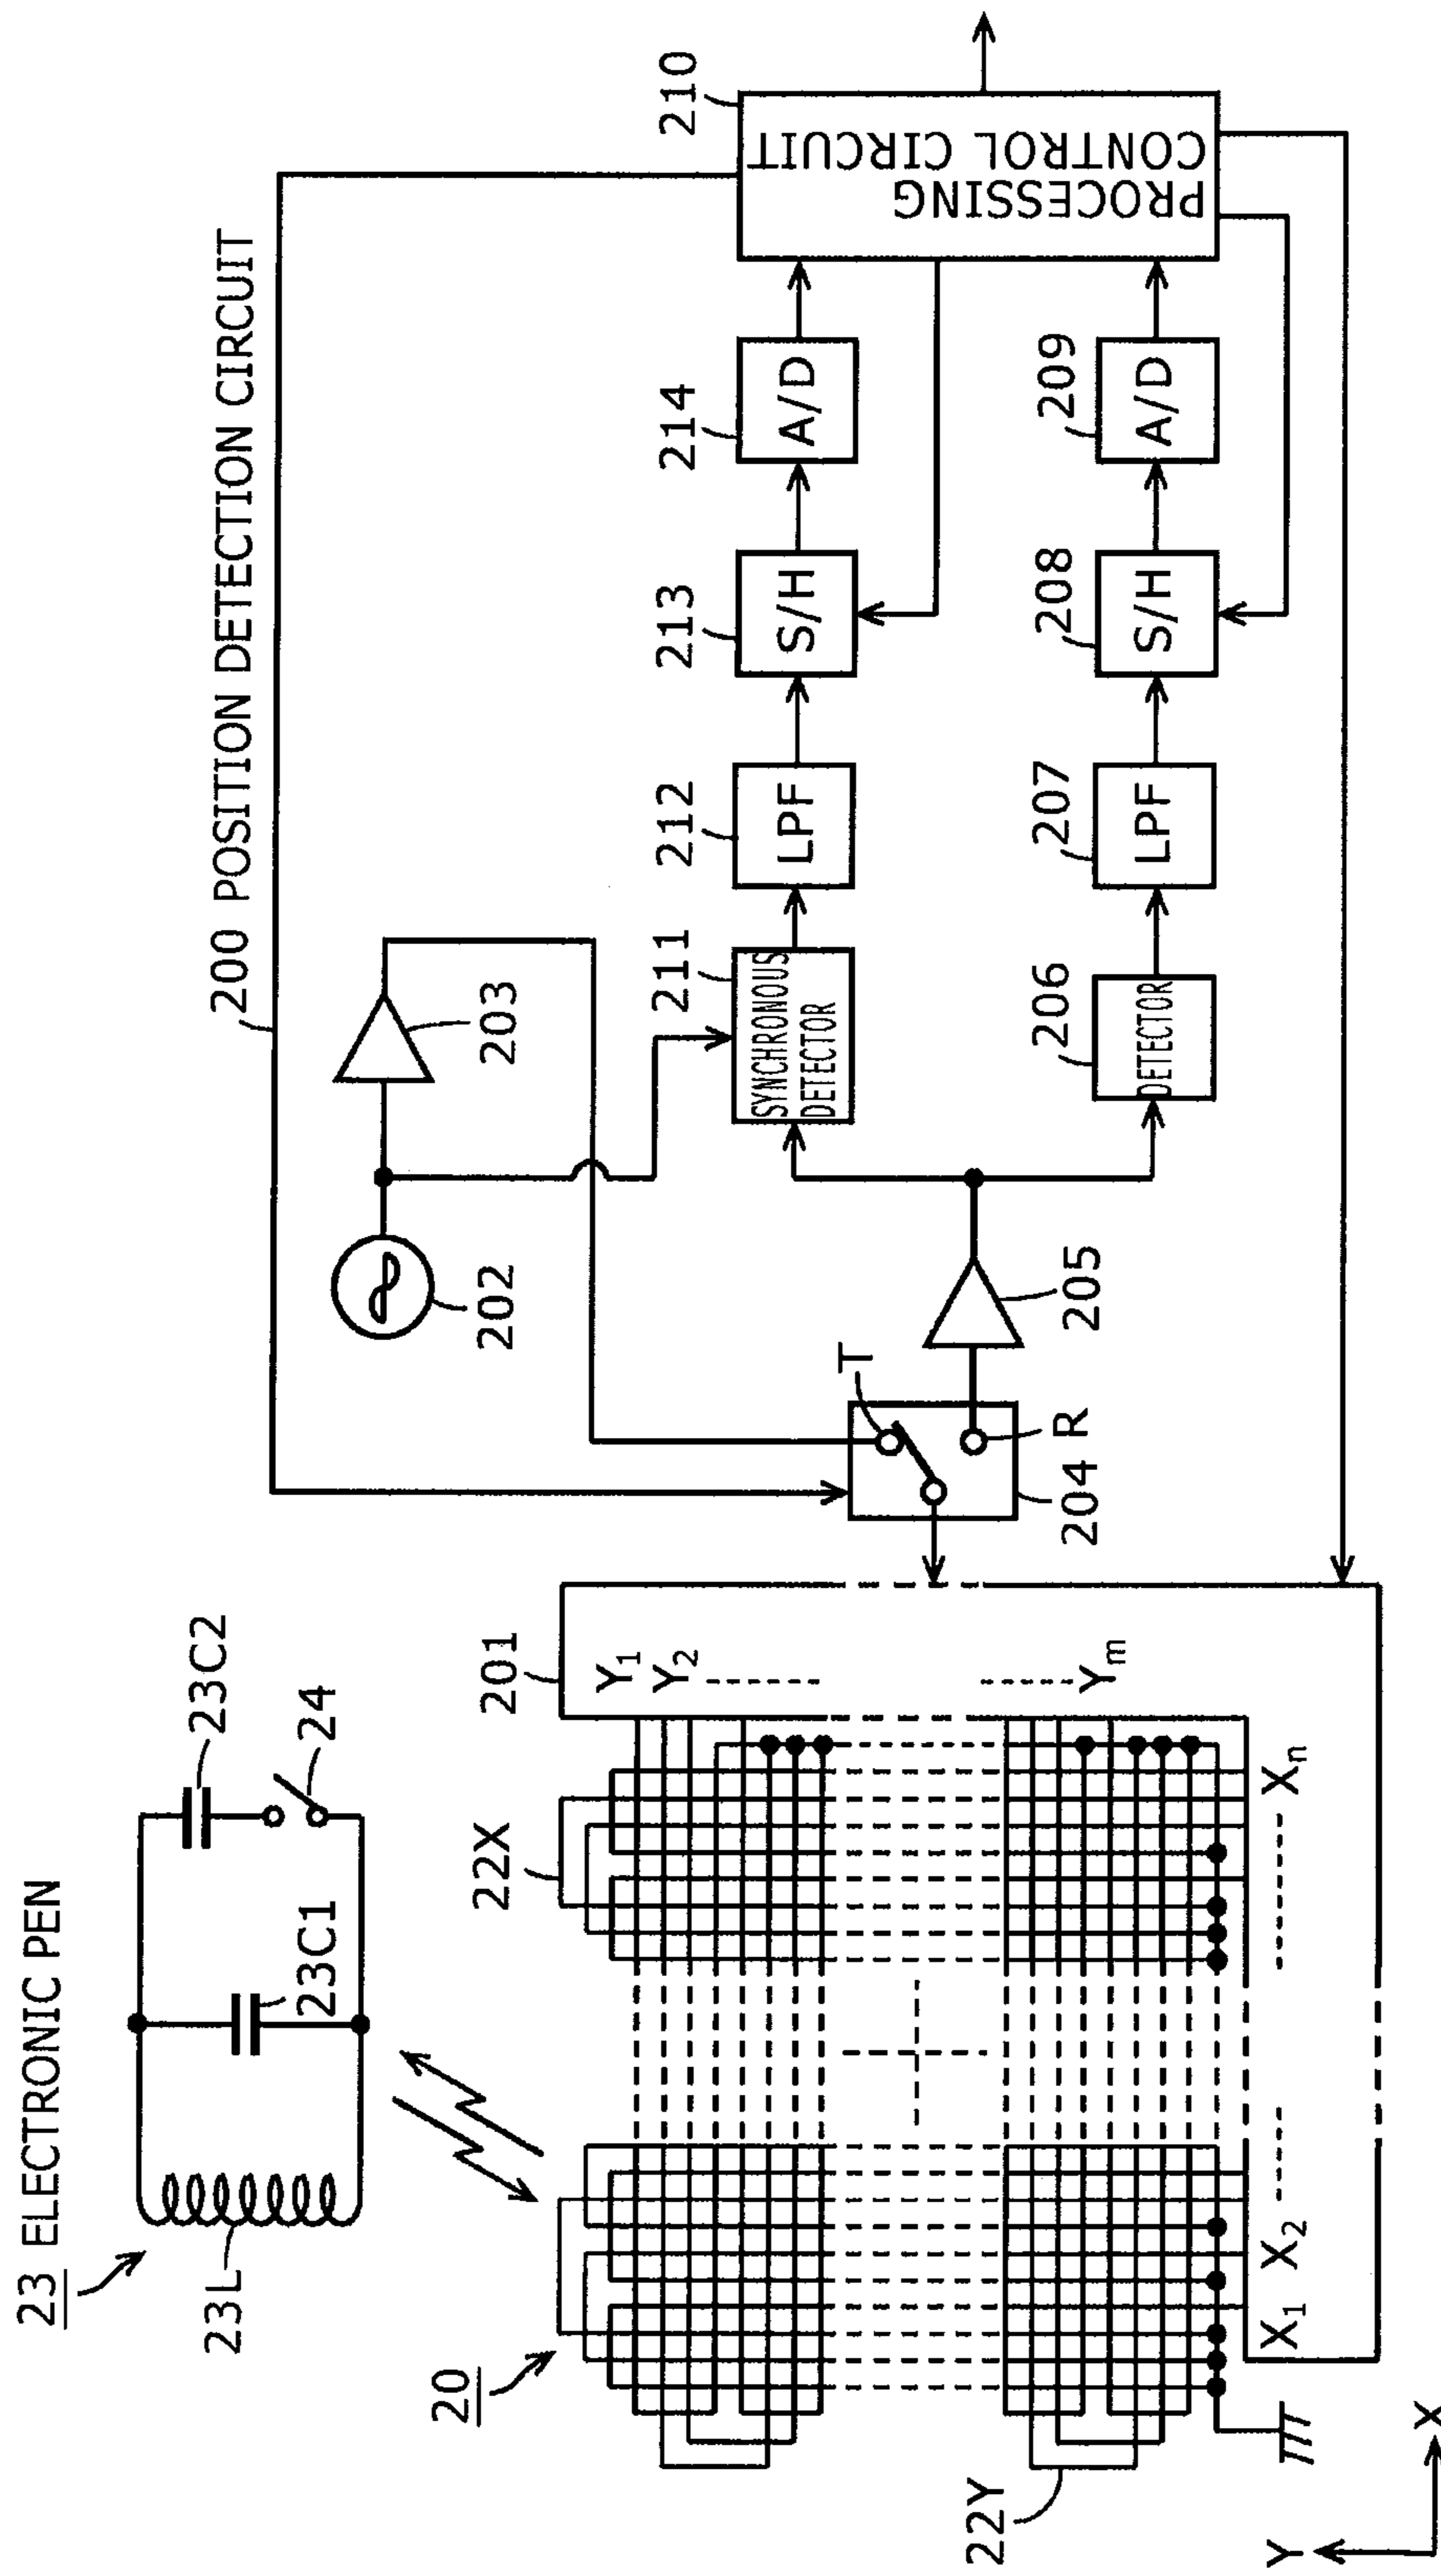 23 ELECTRONIC PEN
23L
23C1
23C2
24
20
22X
22Y
201
Y1
Y2
Ym
X1
X2
Xn
Y
X
200 POSITION DETECTION CIRCUIT
202
203
204
T
R
205
211
SYNCHRONOUS
DETECTOR
212
LPF
213
S/H
214
A/D
206
DETECTOR
207
LPF
208
S/H
209
A/D
210
PROCESSING
CONTROL CIRCUIT